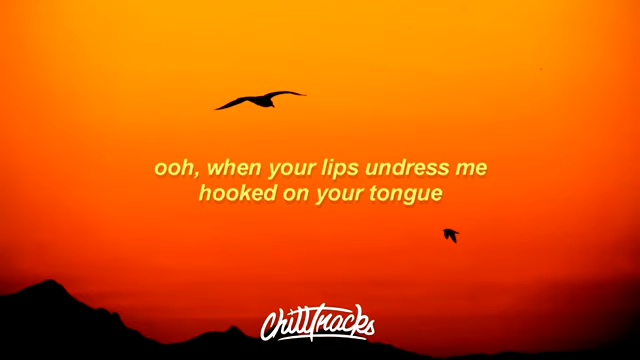 ooh, when your lips undress me
hooked on your tongue
ChillTracks